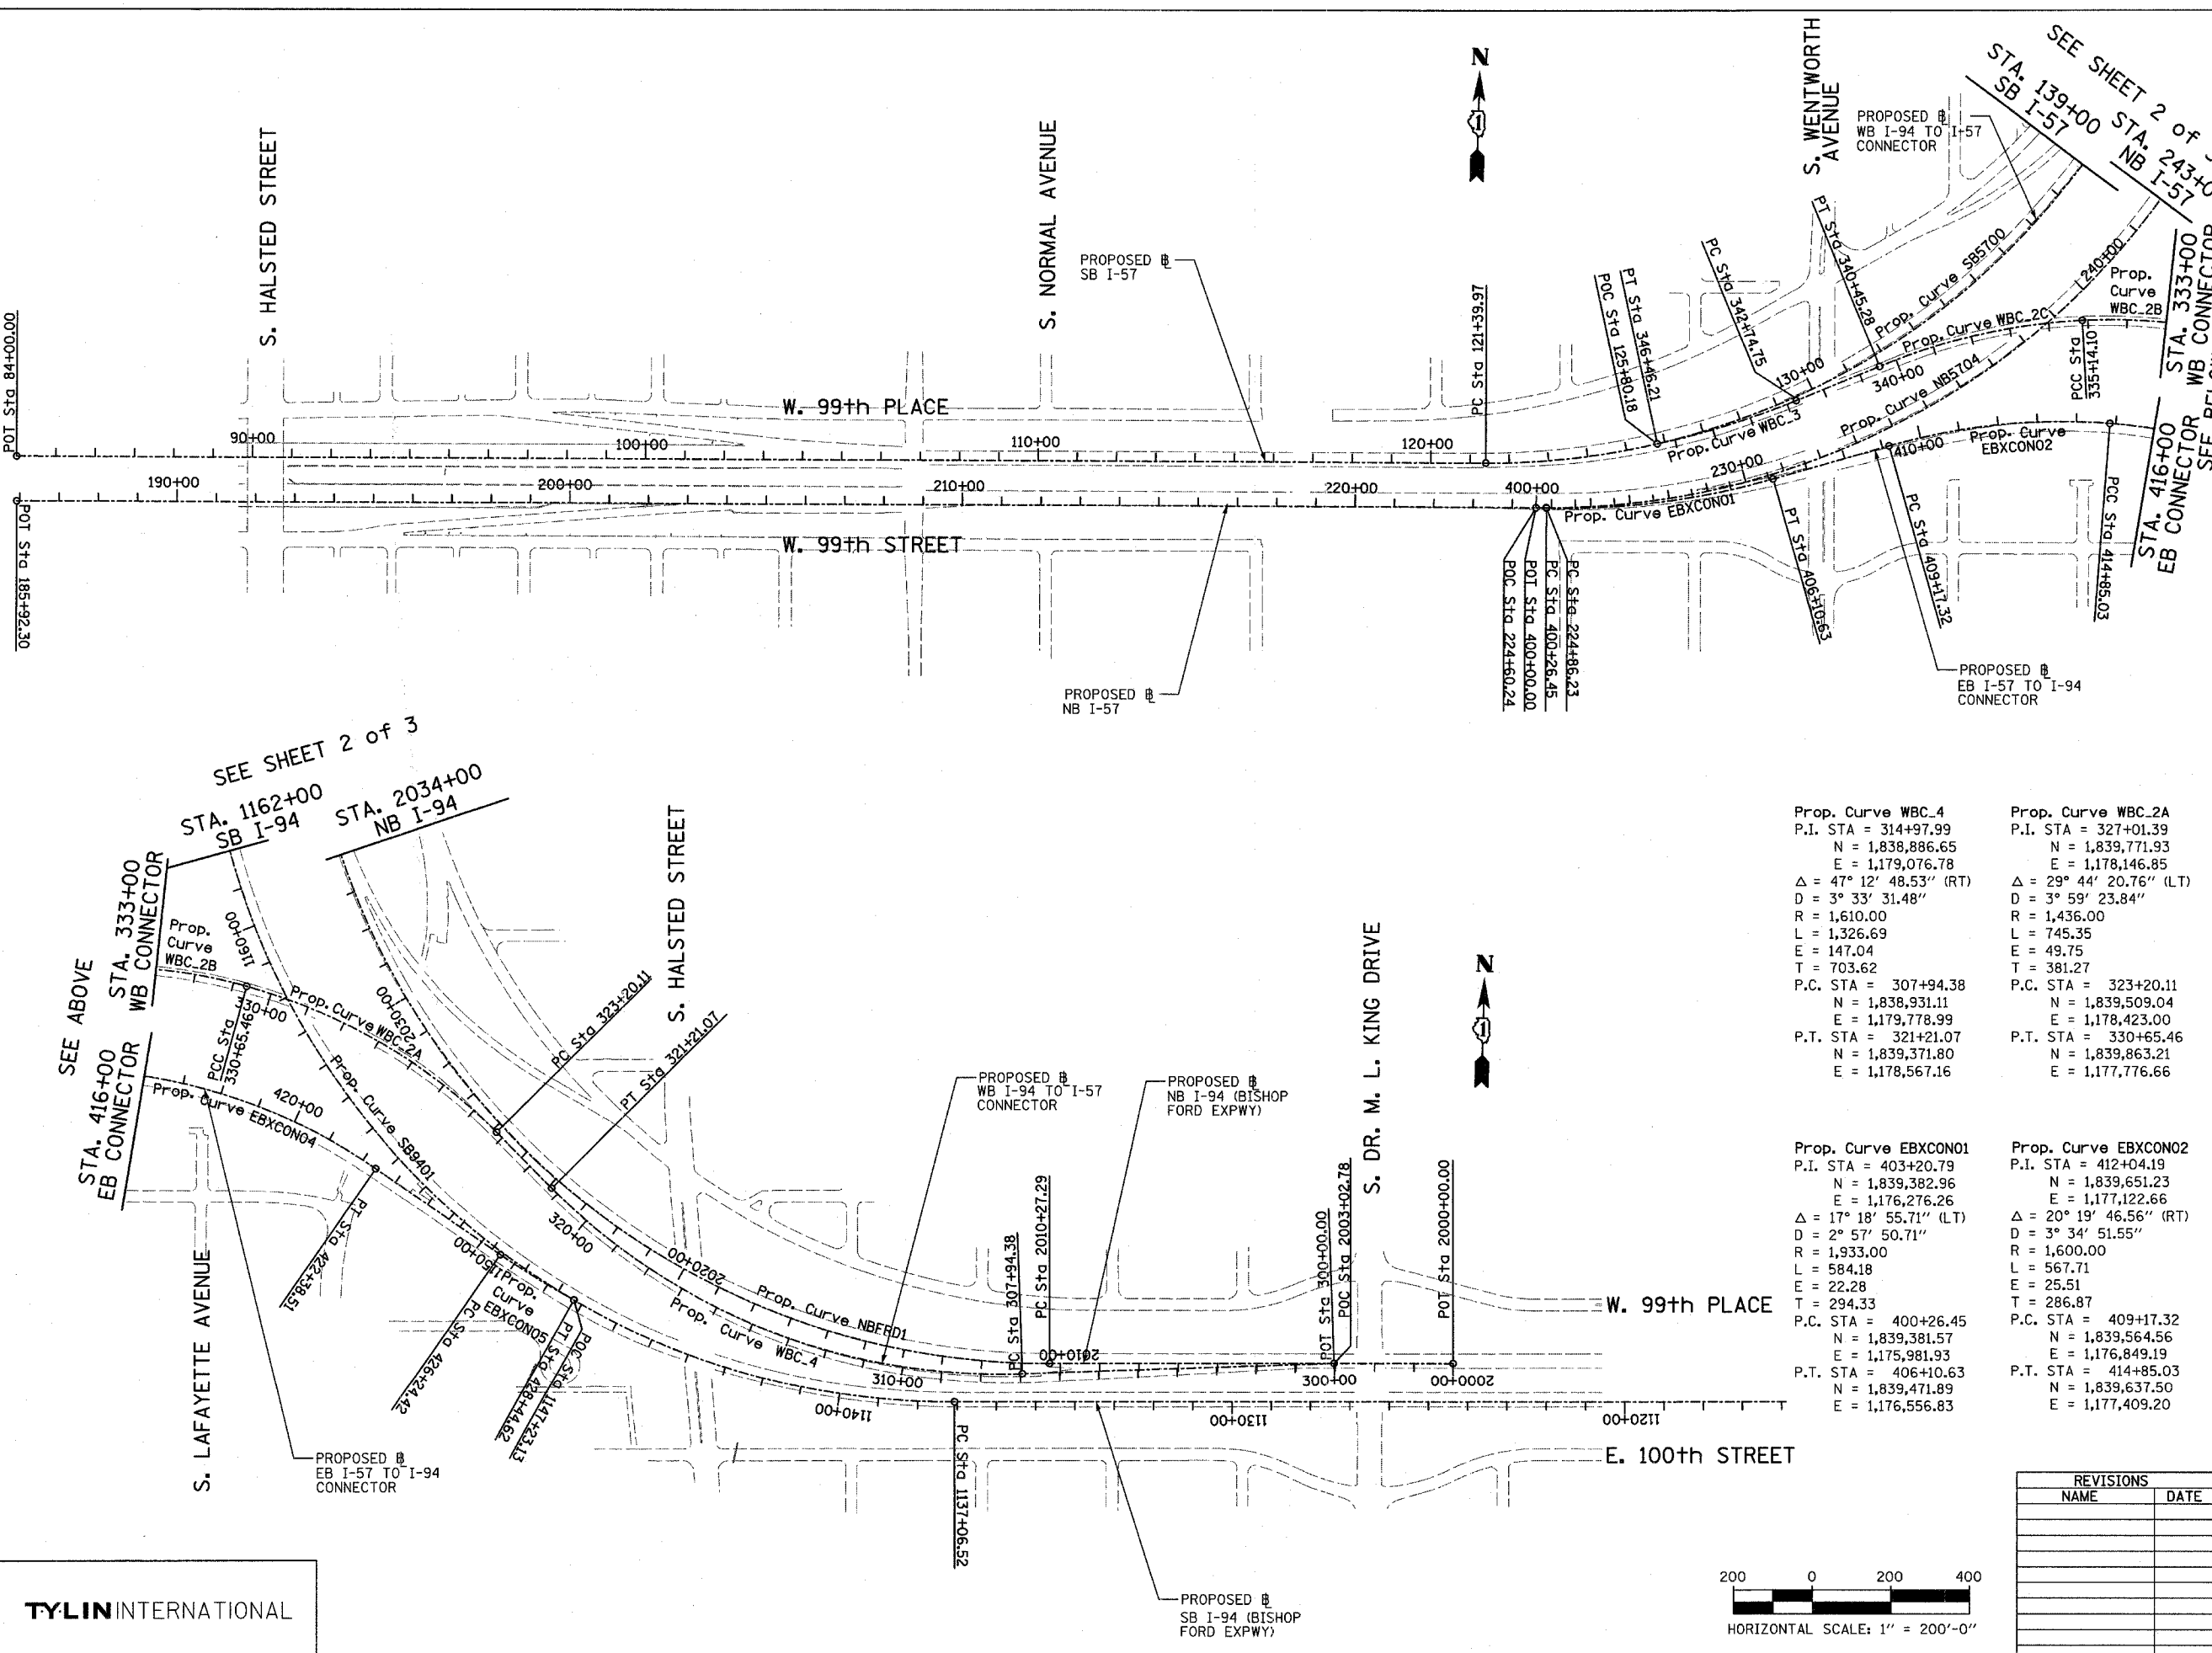 S. HALSTED STREET
S. NORMAL AVENUE
N
S. WENTWORTH
AVENUE
SEE SHEET 2 of
STA. 139+00
SB I-57
STA. 243+0
NB I-57
PROPOSED BL
WB I-94 TO I-57
CONNECTOR
PROPOSED BL
SB I-57
POT Sta 84+00.00
W. 99th PLACE
90+00
100+00
110+00
120+00
130+00
PC Sta 121+39.97
POC Sta 125+80.18
PT Sta 346+46.21
PC Sta 342+74.75
PT Sta 340+45.28
Prop. Curve SB5700
Prop. Curve WBC_2C
Prop. Curve WBC_3
340+00
Prop. Curve NB5704
240+00
Prop.
Curve
WBC_2B
PCC Sta
335+14.10
STA. 333+00
WB CONNECTOR
STA. 416+00
EB CONNECTOR
190+00
200+00
210+00
220+00
400+00
230+00
410+00
Prop. Curve
EBXCON02
Prop. Curve EBXCON01
W. 99th STREET
POT Sta 185+92.30
POC Sta 224+60.24
POT Sta 400+00.00
PC Sta 400+26.45
PC Sta 224+86.23
PT Sta 406+10.63
PC Sta 409+17.32
PCC Sta 414+85.03
PROPOSED BL
NB I-57
PROPOSED BL
EB I-57 TO I-94
CONNECTOR
SEE SHEET 2 of 3
STA. 1162+00
SB I-94
STA. 2034+00
NB I-94
SEE ABOVE
STA. 333+00
WB CONNECTOR
STA. 416+00
EB CONNECTOR
Prop.
Curve
WBC_2B
1160+00
330+00
PCC Sta
330+65.46
Prop. Curve WBC_2A
2030+00
Prop. Curve EBXCON04
420+00
Prop. Curve SB9401
PC Sta 323+20.11
PT Sta 321+21.07
S. HALSTED STREET
S. LAFAYETTE AVENUE
PT Sta 422+38.51
1150+00
Prop.
Curve
EBXCON05
PC Sta 426+24.42
PT Sta 428+44.62
POC Sta 1147+23.13
320+00
2020+00
Prop. Curve NBFRD1
Prop. Curve WBC_4
PROPOSED BL
WB I-94 TO I-57
CONNECTOR
PROPOSED BL
NB I-94 (BISHOP
FORD EXPWY)
S. DR. M. L. KING DRIVE
N
PC Sta 307+94.38
PC Sta 2010+27.29
POT Sta 300+00.00
POC Sta 2003+02.78
POT Sta 2000+00.00
310+00
2010+00
300+00
2000+00
1140+00
1130+00
1120+00
PC Sta 1137+06.52
W. 99th PLACE
E. 100th STREET
PROPOSED BL
EB I-57 TO I-94
CONNECTOR
PROPOSED BL
SB I-94 (BISHOP
FORD EXPWY)
Prop. Curve WBC_4
P.I. STA = 314+97.99
N = 1,838,886.65
E = 1,179,076.78
Δ = 47° 12' 48.53" (RT)
D = 3° 33' 31.48"
R = 1,610.00
L = 1,326.69
E = 147.04
T = 703.62
P.C. STA = 307+94.38
N = 1,838,931.11
E = 1,179,778.99
P.T. STA = 321+21.07
N = 1,839,371.80
E = 1,178,567.16
Prop. Curve WBC_2A
P.I. STA = 327+01.39
N = 1,839,771.93
E = 1,178,146.85
Δ = 29° 44' 20.76" (LT)
D = 3° 59' 23.84"
R = 1,436.00
L = 745.35
E = 49.75
T = 381.27
P.C. STA = 323+20.11
N = 1,839,509.04
E = 1,178,423.00
P.T. STA = 330+65.46
N = 1,839,863.21
E = 1,177,776.66
Prop. Curve EBXCON01
P.I. STA = 403+20.79
N = 1,839,382.96
E = 1,176,276.26
Δ = 17° 18' 55.71" (LT)
D = 2° 57' 50.71"
R = 1,933.00
L = 584.18
E = 22.28
T = 294.33
P.C. STA = 400+26.45
N = 1,839,381.57
E = 1,175,981.93
P.T. STA = 406+10.63
N = 1,839,471.89
E = 1,176,556.83
Prop. Curve EBXCON02
P.I. STA = 412+04.19
N = 1,839,651.23
E = 1,177,122.66
Δ = 20° 19' 46.56" (RT)
D = 3° 34' 51.55"
R = 1,600.00
L = 567.71
E = 25.51
T = 286.87
P.C. STA = 409+17.32
N = 1,839,564.56
E = 1,176,849.19
P.T. STA = 414+85.03
N = 1,839,637.50
E = 1,177,409.20
REVISIONS
NAME DATE
200 0 200 400
HORIZONTAL SCALE: 1" = 200'-0"
TYLIN INTERNATIONAL